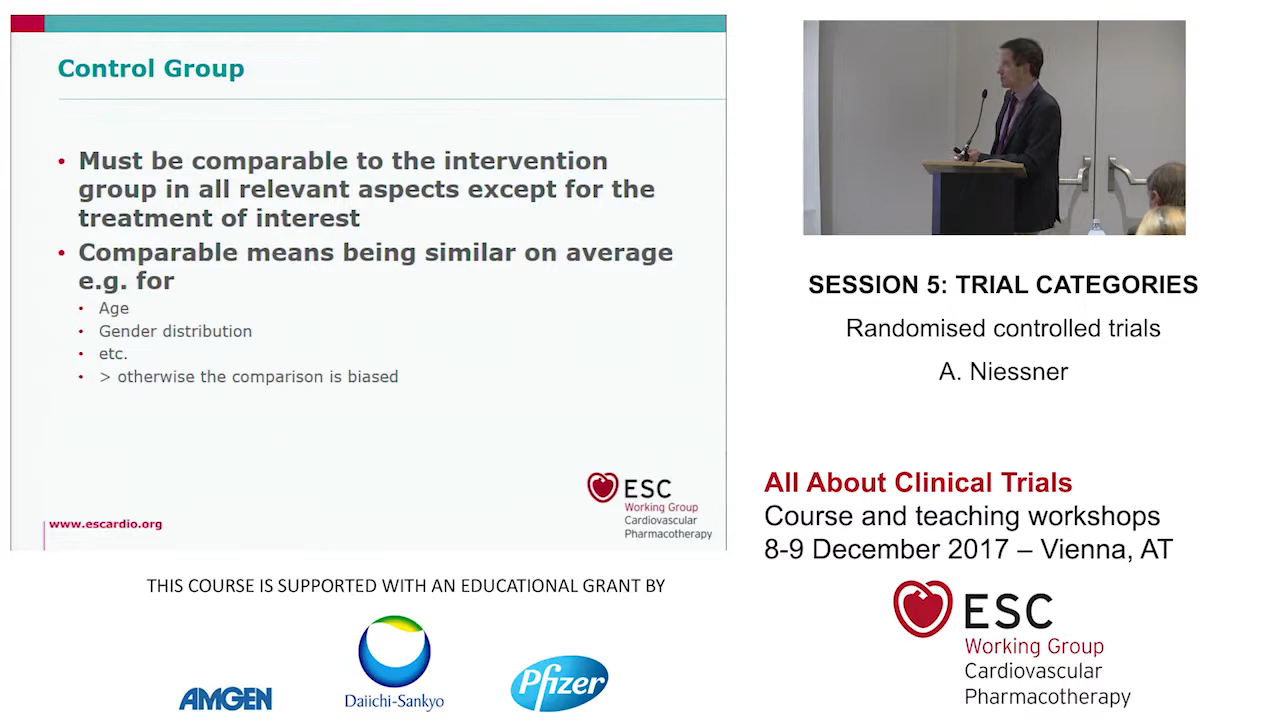 Control Group
• Must be comparable to the intervention
group in all relevant aspects except for the
treatment of interest
• Comparable means being similar on average
e.g. for
• Age
• Gender distribution
• etc.
• > otherwise the comparison is biased
ESC
Working Group
Cardiovascular
Pharmacotherapy
www.escardio.org
SESSION 5: TRIAL CATEGORIES
Randomised controlled trials
A. Niessner
All About Clinical Trials
Course and teaching workshops
8-9 December 2017 – Vienna, AT
ESC
Working Group
Cardiovascular
Pharmacotherapy
THIS COURSE IS SUPPORTED WITH AN EDUCATIONAL GRANT BY
AMGEN
Daiichi-Sankyo
Pfizer